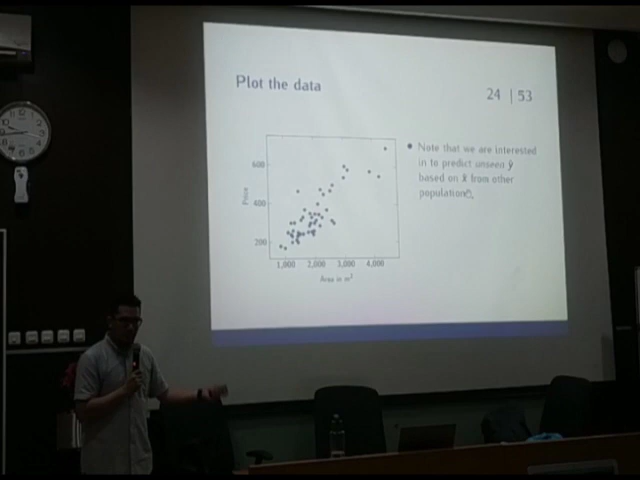 Plot the data
24 | 53
600
400
200
Price
1,000 2,000 3,000 4,000
Area in m²
• Note that we are interested
in to predict unseen ŷ
based on x̂ from other
population